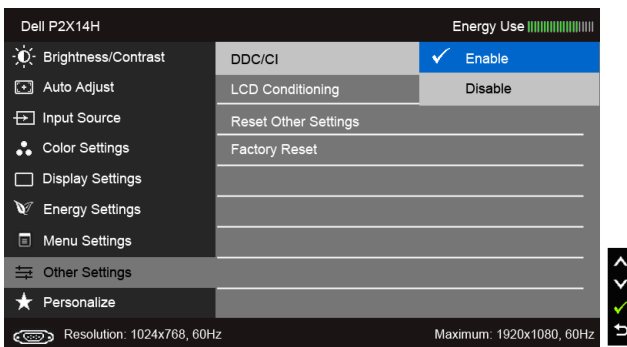 Dell P2X14H Energy Use
Brightness/Contrast DDC/CI Enable
Auto Adjust LCD Conditioning Disable
Input Source Reset Other Settings
Color Settings Factory Reset
Display Settings
Energy Settings
Menu Settings
Other Settings
Personalize
Resolution: 1024x768, 60Hz Maximum: 1920x1080, 60Hz